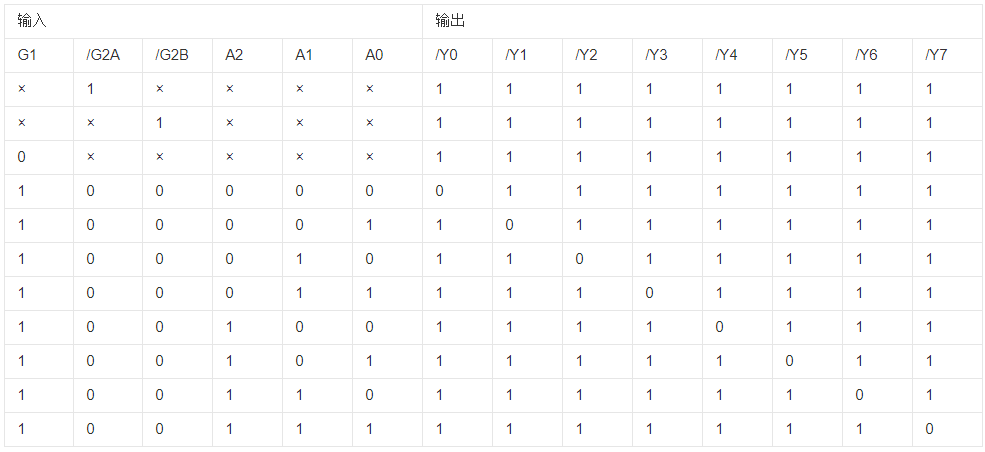 输入 输出
G1 /G2A /G2B A2 A1 A0 /Y0 /Y1 /Y2 /Y3 /Y4 /Y5 /Y6 /Y7
× 1 × × × × 1 1 1 1 1 1 1 1
× × 1 × × × 1 1 1 1 1 1 1 1
0 × × × × × 1 1 1 1 1 1 1 1
1 0 0 0 0 0 0 1 1 1 1 1 1 1
1 0 0 0 0 1 1 0 1 1 1 1 1 1
1 0 0 0 1 0 1 1 0 1 1 1 1 1
1 0 0 0 1 1 1 1 1 0 1 1 1 1
1 0 0 1 0 0 1 1 1 1 0 1 1 1
1 0 0 1 0 1 1 1 1 1 1 0 1 1
1 0 0 1 1 0 1 1 1 1 1 1 0 1
1 0 0 1 1 1 1 1 1 1 1 1 1 0